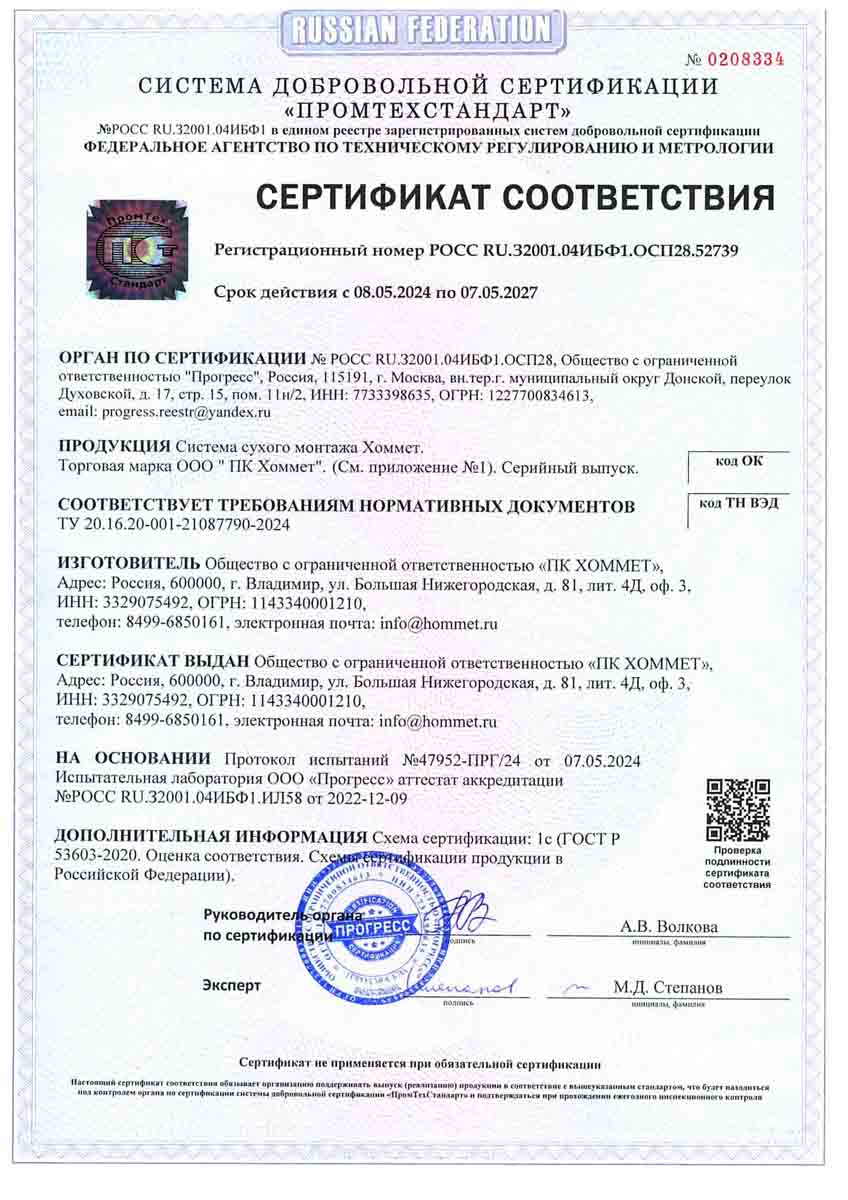 RUSSIAN FEDERATION
№ 0208334
СИСТЕМА ДОБРОВОЛЬНОЙ СЕРТИФИКАЦИИ
«ПРОМТЕХСТАНДАРТ»
№РОСС RU.З2001.04ИБФ1 в едином реестре зарегистрированных систем добровольной сертификации
ФЕДЕРАЛЬНОЕ АГЕНТСТВО ПО ТЕХНИЧЕСКОМУ РЕГУЛИРОВАНИЮ И МЕТРОЛОГИИ
СЕРТИФИКАТ СООТВЕТСТВИЯ
ПромТех
ПСТ
Стандарт
Регистрационный номер РОСС RU.З2001.04ИБФ1.ОСП28.52739
Срок действия с 08.05.2024 по 07.05.2027
ОРГАН ПО СЕРТИФИКАЦИИ № РОСС RU.З2001.04ИБФ1.ОСП28, Общество с ограниченной
ответственностью "Прогресс", Россия, 115191, г. Москва, вн.тер.г. муниципальный округ Донской, переулок
Духовской, д. 17, стр. 15, пом. 11н/2, ИНН: 7733398635, ОГРН: 1227700834613,
email: progress.reestr@yandex.ru
ПРОДУКЦИЯ Система сухого монтажа Хоммет.
Торговая марка ООО " ПК Хоммет". (См. приложение №1). Серийный выпуск.
код ОК
СООТВЕТСТВУЕТ ТРЕБОВАНИЯМ НОРМАТИВНЫХ ДОКУМЕНТОВ
ТУ 20.16.20-001-21087790-2024
код ТН ВЭД
ИЗГОТОВИТЕЛЬ Общество с ограниченной ответственностью «ПК ХОММЕТ»,
Адрес: Россия, 600000, г. Владимир, ул. Большая Нижегородская, д. 81, лит. 4Д, оф. 3,
ИНН: 3329075492, ОГРН: 1143340001210,
телефон: 8499-6850161, электронная почта: info@hommet.ru
СЕРТИФИКАТ ВЫДАН Общество с ограниченной ответственностью «ПК ХОММЕТ»,
Адрес: Россия, 600000, г. Владимир, ул. Большая Нижегородская, д. 81, лит. 4Д, оф. 3,
ИНН: 3329075492, ОГРН: 1143340001210,
телефон: 8499-6850161, электронная почта: info@hommet.ru
НА ОСНОВАНИИ Протокол испытаний №47952-ПРГ/24 от 07.05.2024
Испытательная лаборатория ООО «Прогресс» аттестат аккредитации
№РОСС RU.З2001.04ИБФ1.ИЛ58 от 2022-12-09
ДОПОЛНИТЕЛЬНАЯ ИНФОРМАЦИЯ Схема сертификации: 1с (ГОСТ Р
53603-2020. Оценка соответствия. Схемы сертификации продукции в
Российской Федерации).
Проверка
подлинности
сертификата
соответствия
Руководитель органа
по сертификации
CERTIFICATION
ПРОГРЕСС
CERTIFICATION
подпись
А.В. Волкова
инициалы, фамилия
Эксперт
Степанов
подпись
М.Д. Степанов
инициалы, фамилия
Сертификат не применяется при обязательной сертификации
Настоящий сертификат соответствия обязывает организацию поддерживать выпуск (реализацию) продукции в соответствие с вышеуказанным стандартом, что будет находиться
под контролем органа по сертификации системы добровольной сертификации «ПромТехСтандарт» и подтверждаться при прохождении ежегодного инспекционного контроля